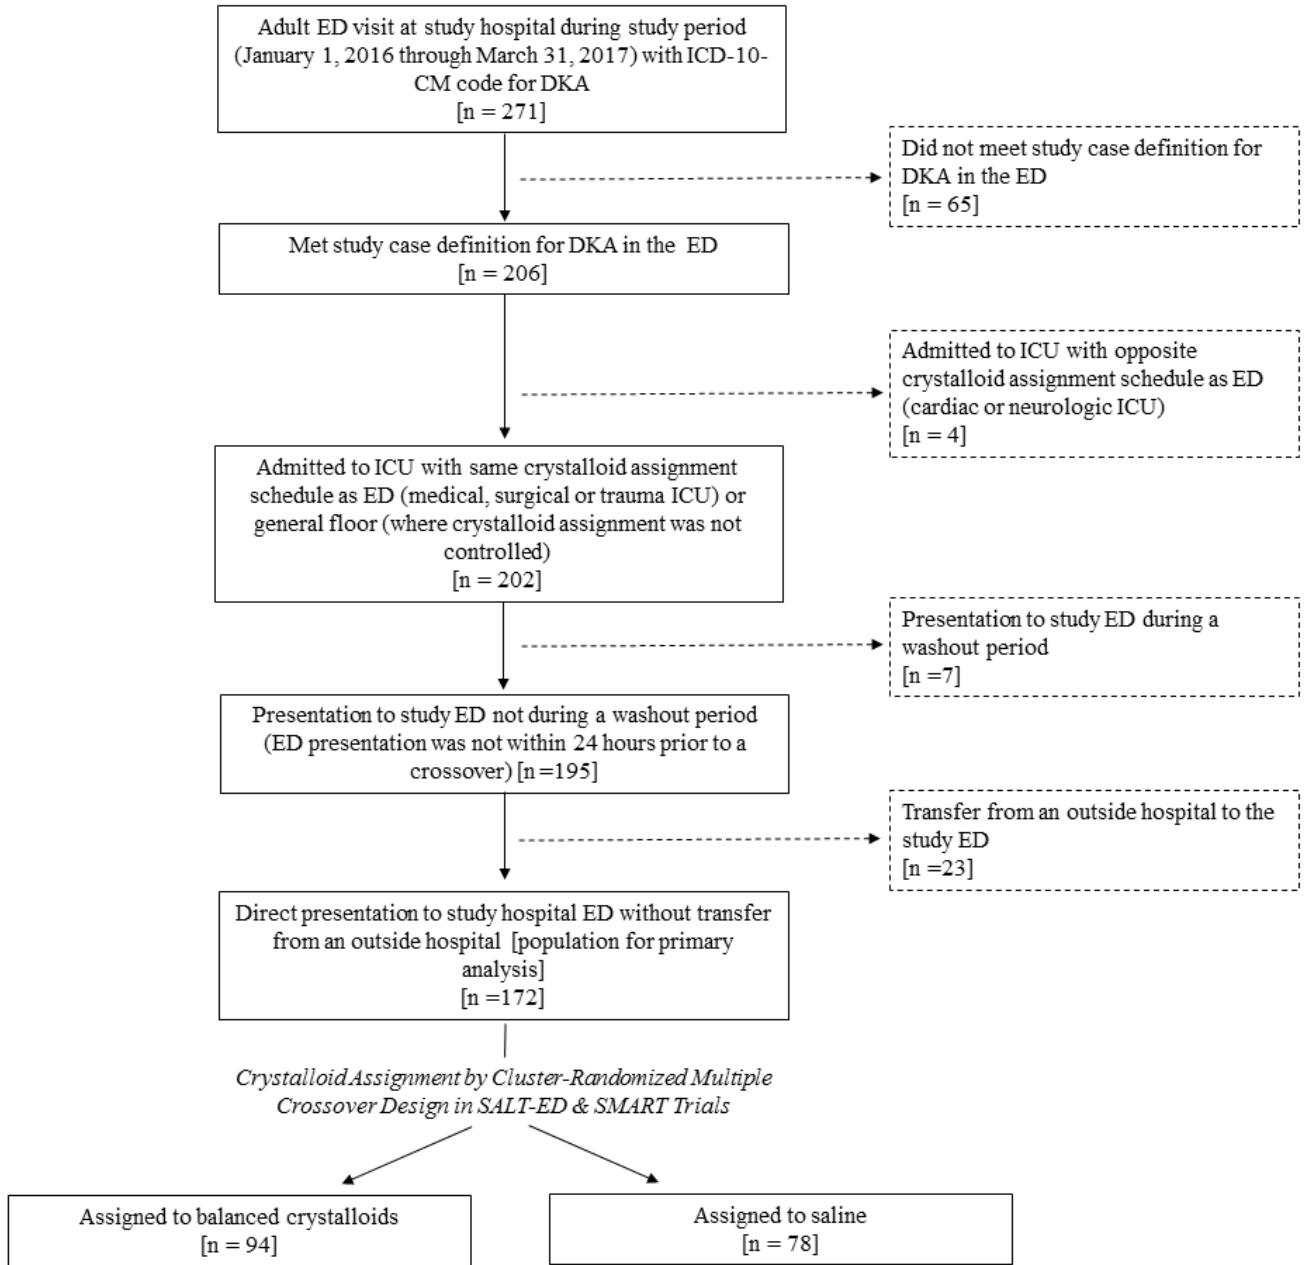 Adult ED visit at study hospital during study period
(January 1, 2016 through March 31, 2017) with ICD-10-
CM code for DKA
[n = 271]
Did not meet study case definition for
DKA in the ED
[n = 65]
Met study case definition for DKA in the ED
[n = 206]
Admitted to ICU with opposite
crystalloid assignment schedule as ED
(cardiac or neurologic ICU)
[n = 4]
Admitted to ICU with same crystalloid assignment
schedule as ED (medical, surgical or trauma ICU) or
general floor (where crystalloid assignment was not
controlled)
[n = 202]
Presentation to study ED during a
washout period
[n =7]
Presentation to study ED not during a washout period
(ED presentation was not within 24 hours prior to a
crossover) [n =195]
Transfer from an outside hospital to the
study ED
[n =23]
Direct presentation to study hospital ED without transfer
from an outside hospital [population for primary
analysis]
[n =172]
Crystalloid Assignment by Cluster-Randomized Multiple
Crossover Design in SALT-ED & SMART Trials
Assigned to balanced crystalloids
[n = 94]
Assigned to saline
[n = 78]